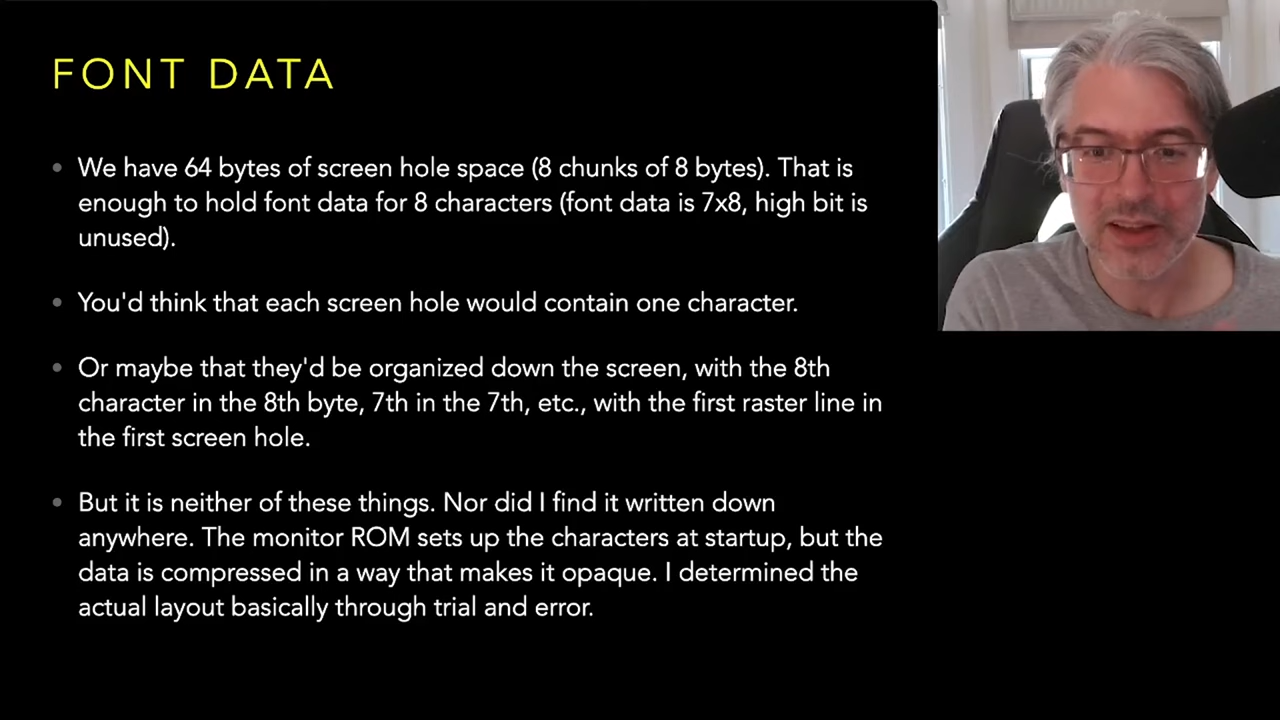 FONT DATA
We have 64 bytes of screen hole space (8 chunks of 8 bytes). That is
enough to hold font data for 8 characters (font data is 7x8, high bit is
unused).
You'd think that each screen hole would contain one character.
Or maybe that they'd be organized down the screen, with the 8th
character in the 8th byte, 7th in the 7th, etc., with the first raster line in
the first screen hole.
But it is neither of these things. Nor did I find it written down
anywhere. The monitor ROM sets up the characters at startup, but the
data is compressed in a way that makes it opaque. I determined the
actual layout basically through trial and error.